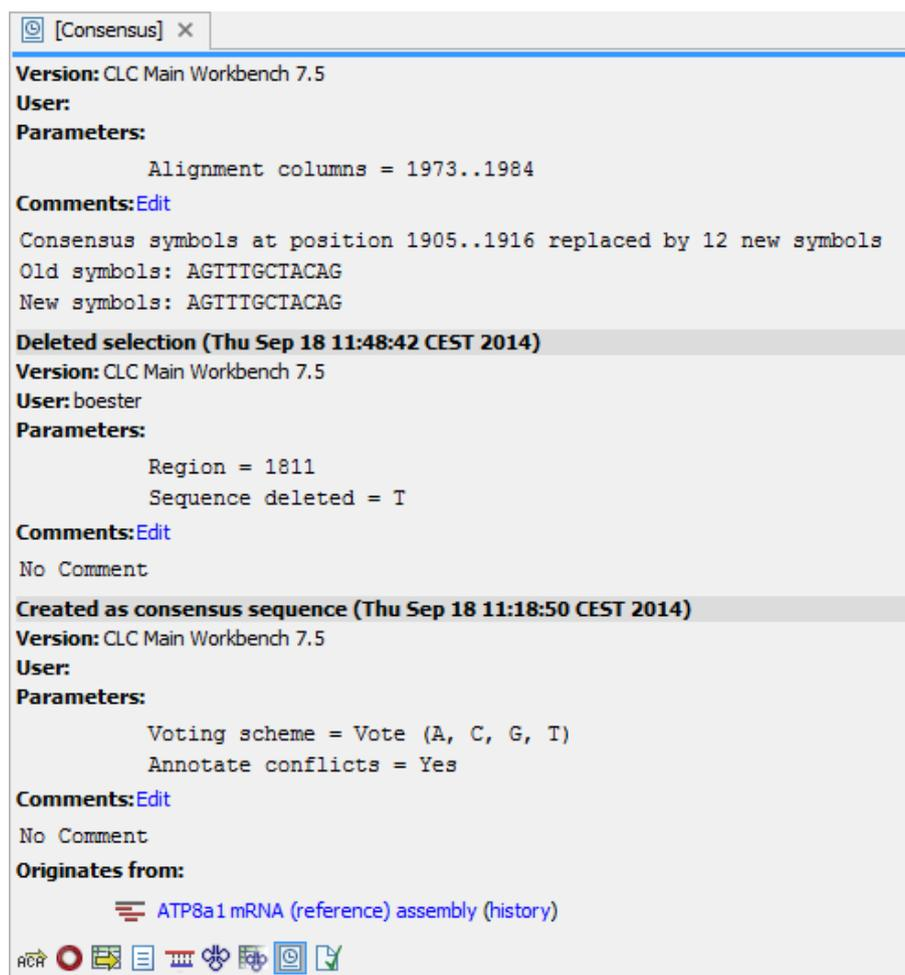 [Consensus]
Version: CLC Main Workbench 7.5
User:
Parameters:
Alignment columns = 1973..1984
Comments:Edit
Consensus symbols at position 1905..1916 replaced by 12 new symbols
Old symbols: AGTTTGCTACAG
New symbols: AGTTTGCTACAG
Deleted selection (Thu Sep 18 11:48:42 CEST 2014)
Version: CLC Main Workbench 7.5
User: boester
Parameters:
Region = 1811
Sequence deleted = T
Comments:Edit
No Comment
Created as consensus sequence (Thu Sep 18 11:18:50 CEST 2014)
Version: CLC Main Workbench 7.5
User:
Parameters:
Voting scheme = Vote (A, C, G, T)
Annotate conflicts = Yes
Comments:Edit
No Comment
Originates from:
ATP8a1 mRNA (reference) assembly (history)
ACA